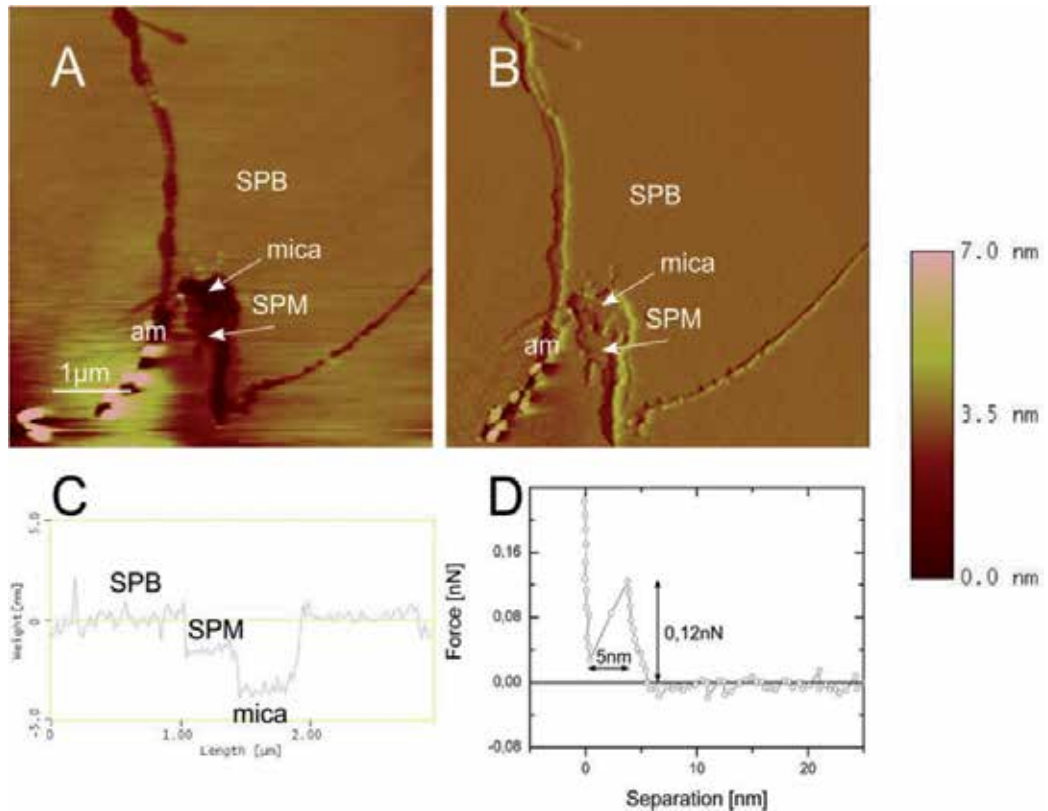 A
SPB
mica
SPM
am
1μm
B
SPB
mica
SPM
am
7.0 nm
3.5 nm
0.0 nm
C
5.0
SPB
0
SPM
mica
-5.0
1.00
2.00
Length [μm]
D
0.16
0.08
0.00
-0.08
Force [nN]
0,12nN
5nm
0
10
20
Separation [nm]